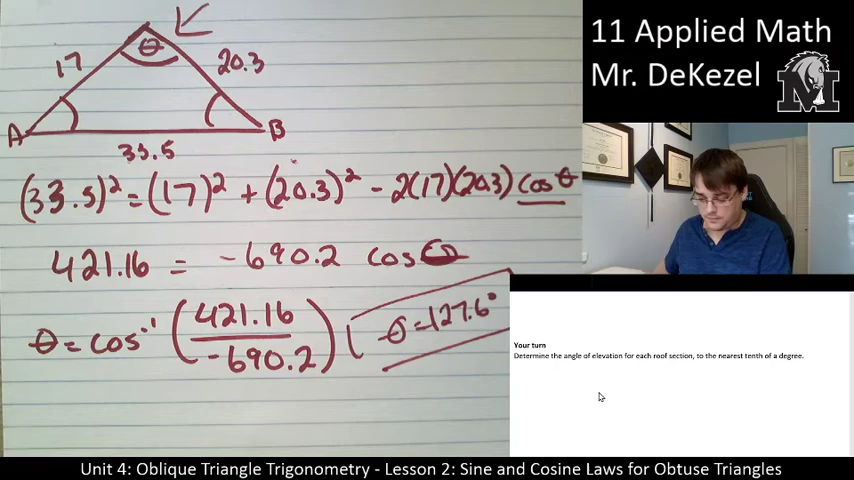 11 Applied Math
Mr. DeKezel
M
θ
17
20.3
A
B
33.5
(33.5)² = (17)² + (20.3)² - 2(17)(20.3) cos θ
421.16 = -690.2 cos θ
θ = cos⁻¹ (421.16 / -690.2)
θ = 127.6°
Your turn
Determine the angle of elevation for each roof section, to the nearest tenth of a degree.
Unit 4: Oblique Triangle Trigonometry - Lesson 2: Sine and Cosine Laws for Obtuse Triangles